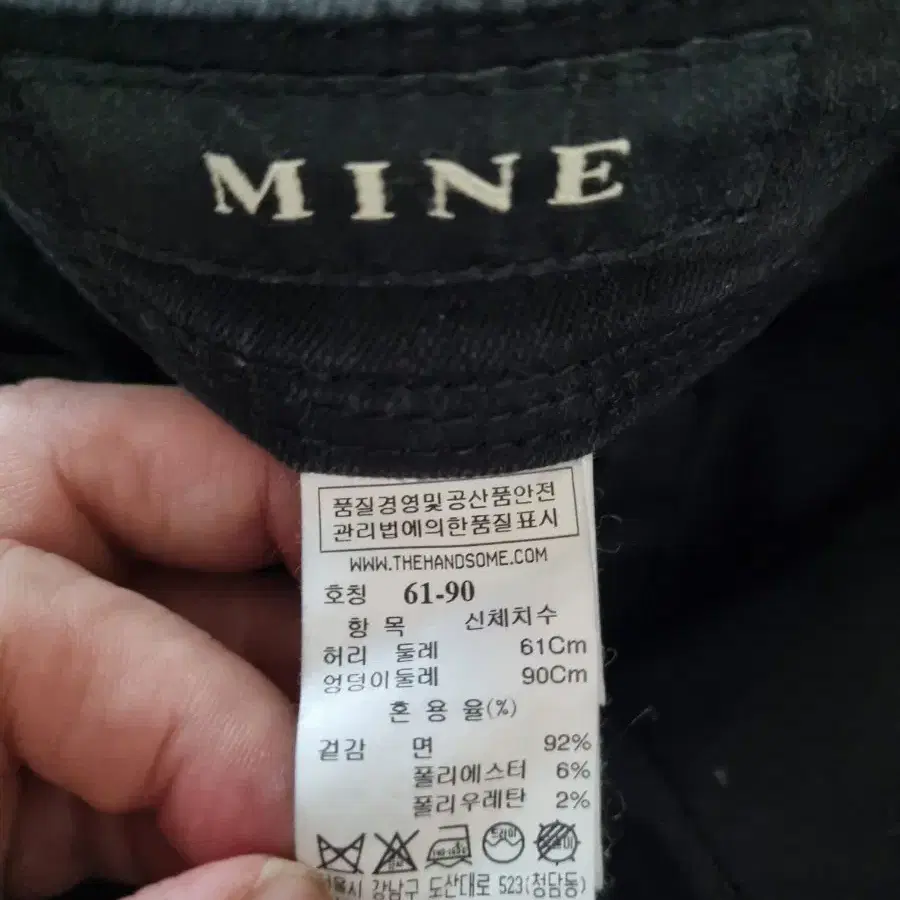 MINE
품질경영및공산품안전
관리법에의한품질표시
WWW.THEHANDSOME.COM
호칭 61-90
항 목 신체치수
허리 둘레 61Cm
엉덩이둘레 90Cm
혼 용 율(%)
겉감 면 92%
폴리에스터 6%
폴리우레탄 2%
드라이
강남구 도산대로 523(청담동)